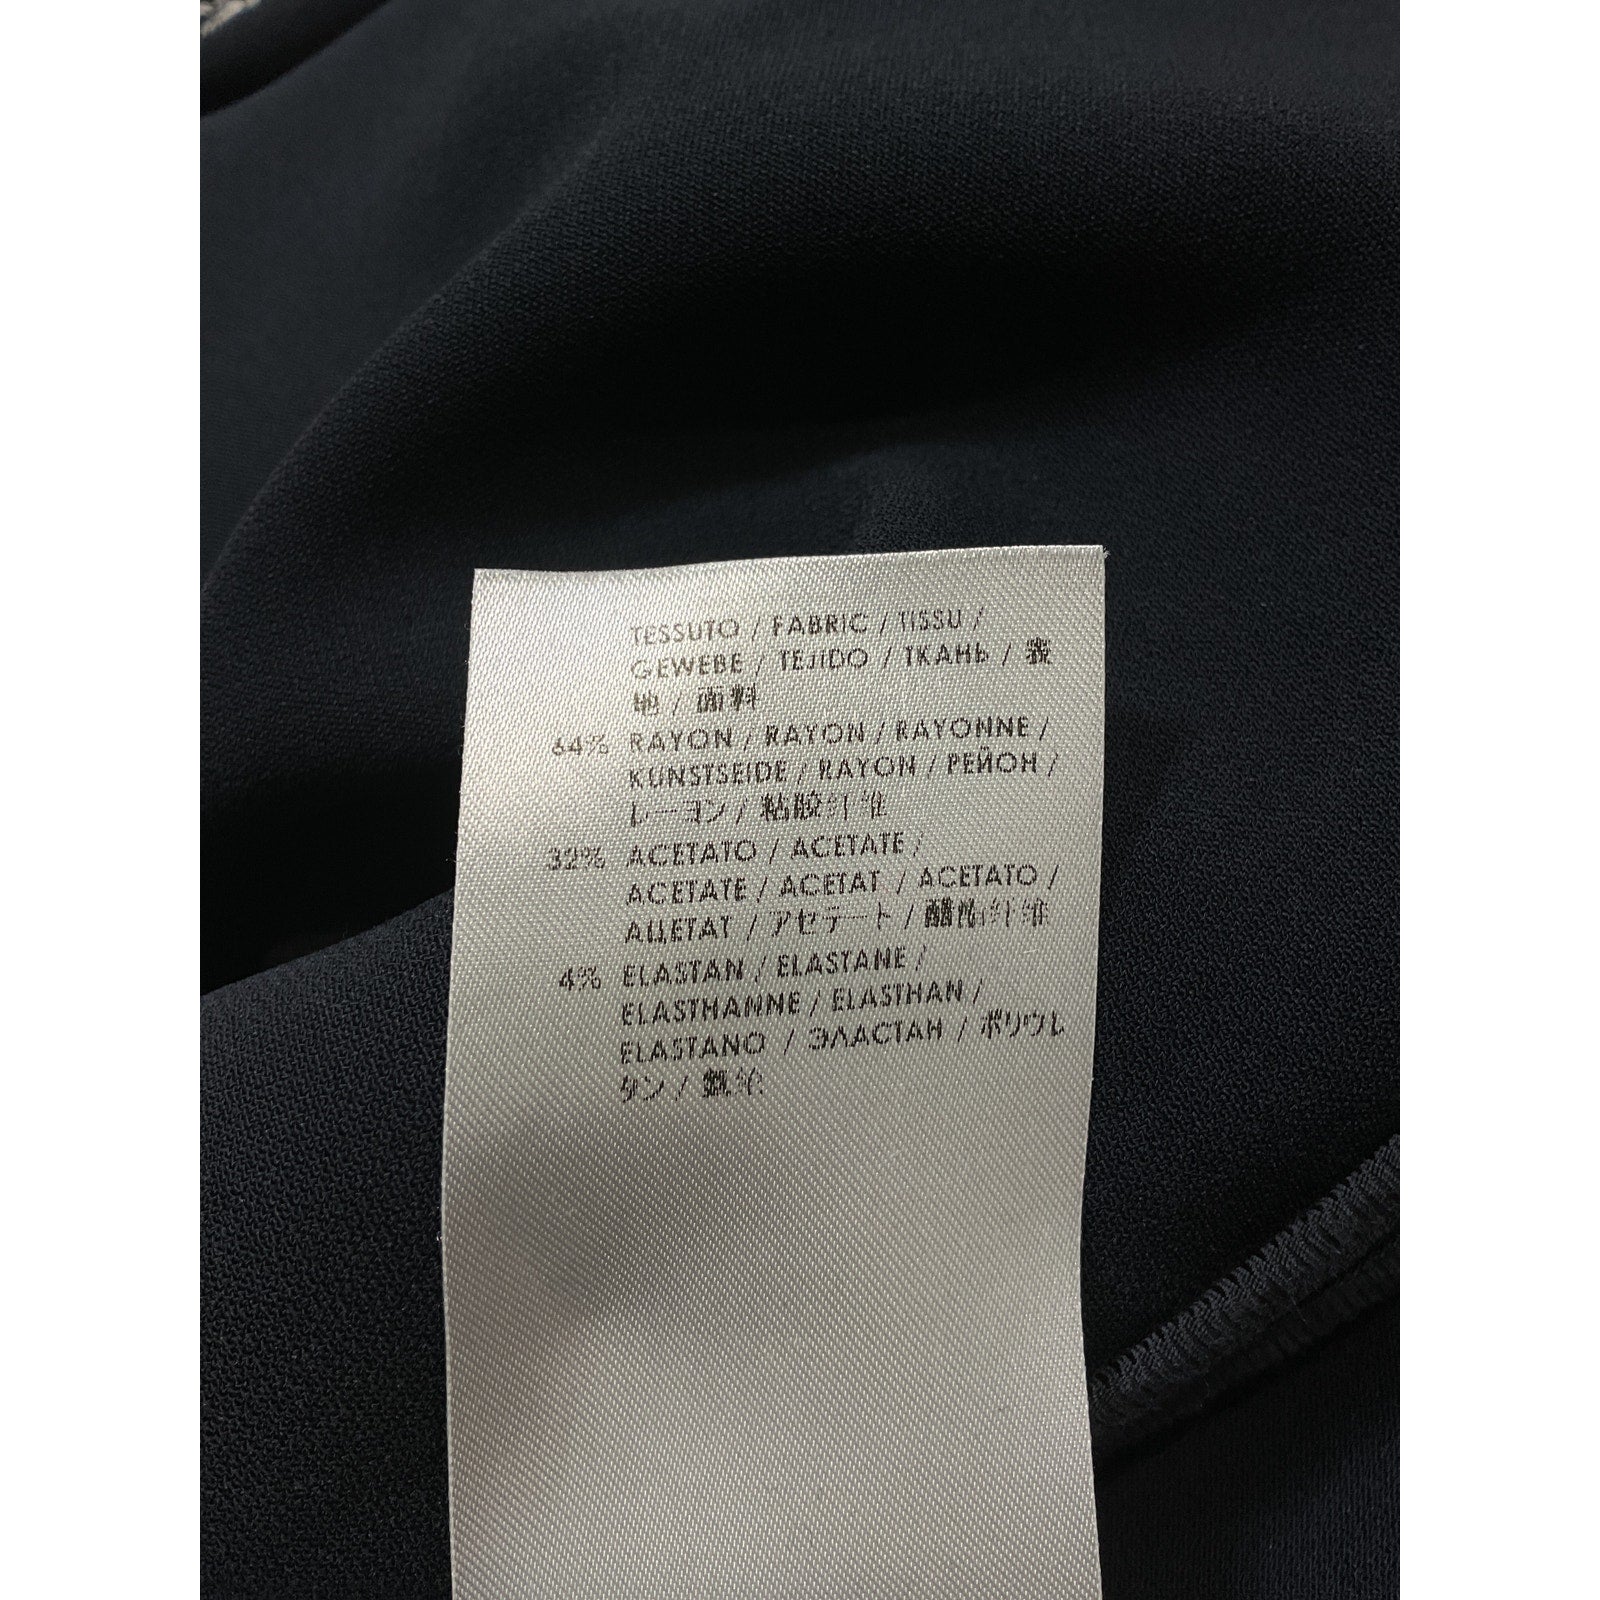 TESSUTO / FABRIC / TISSU /
GEWEBE / TEJIDO / ТКАНЬ / 表
地 / 面料
64% RAYON / RAYON / RAYONNE /
KUNSTSEIDE / RAYON / РЕЙОН /
レーヨン / 粘胶纤维
32% ACETATO / ACETATE /
ACETATE / ACETAT / ACETATO /
АЦЕТАТ / アセテート / 醋酯纤维
4% ELASTAN / ELASTANE /
ELASTHANNE / ELASTHAN /
ELASTANO / ЭЛАСТАН / ポリウレ
タン / 氨纶